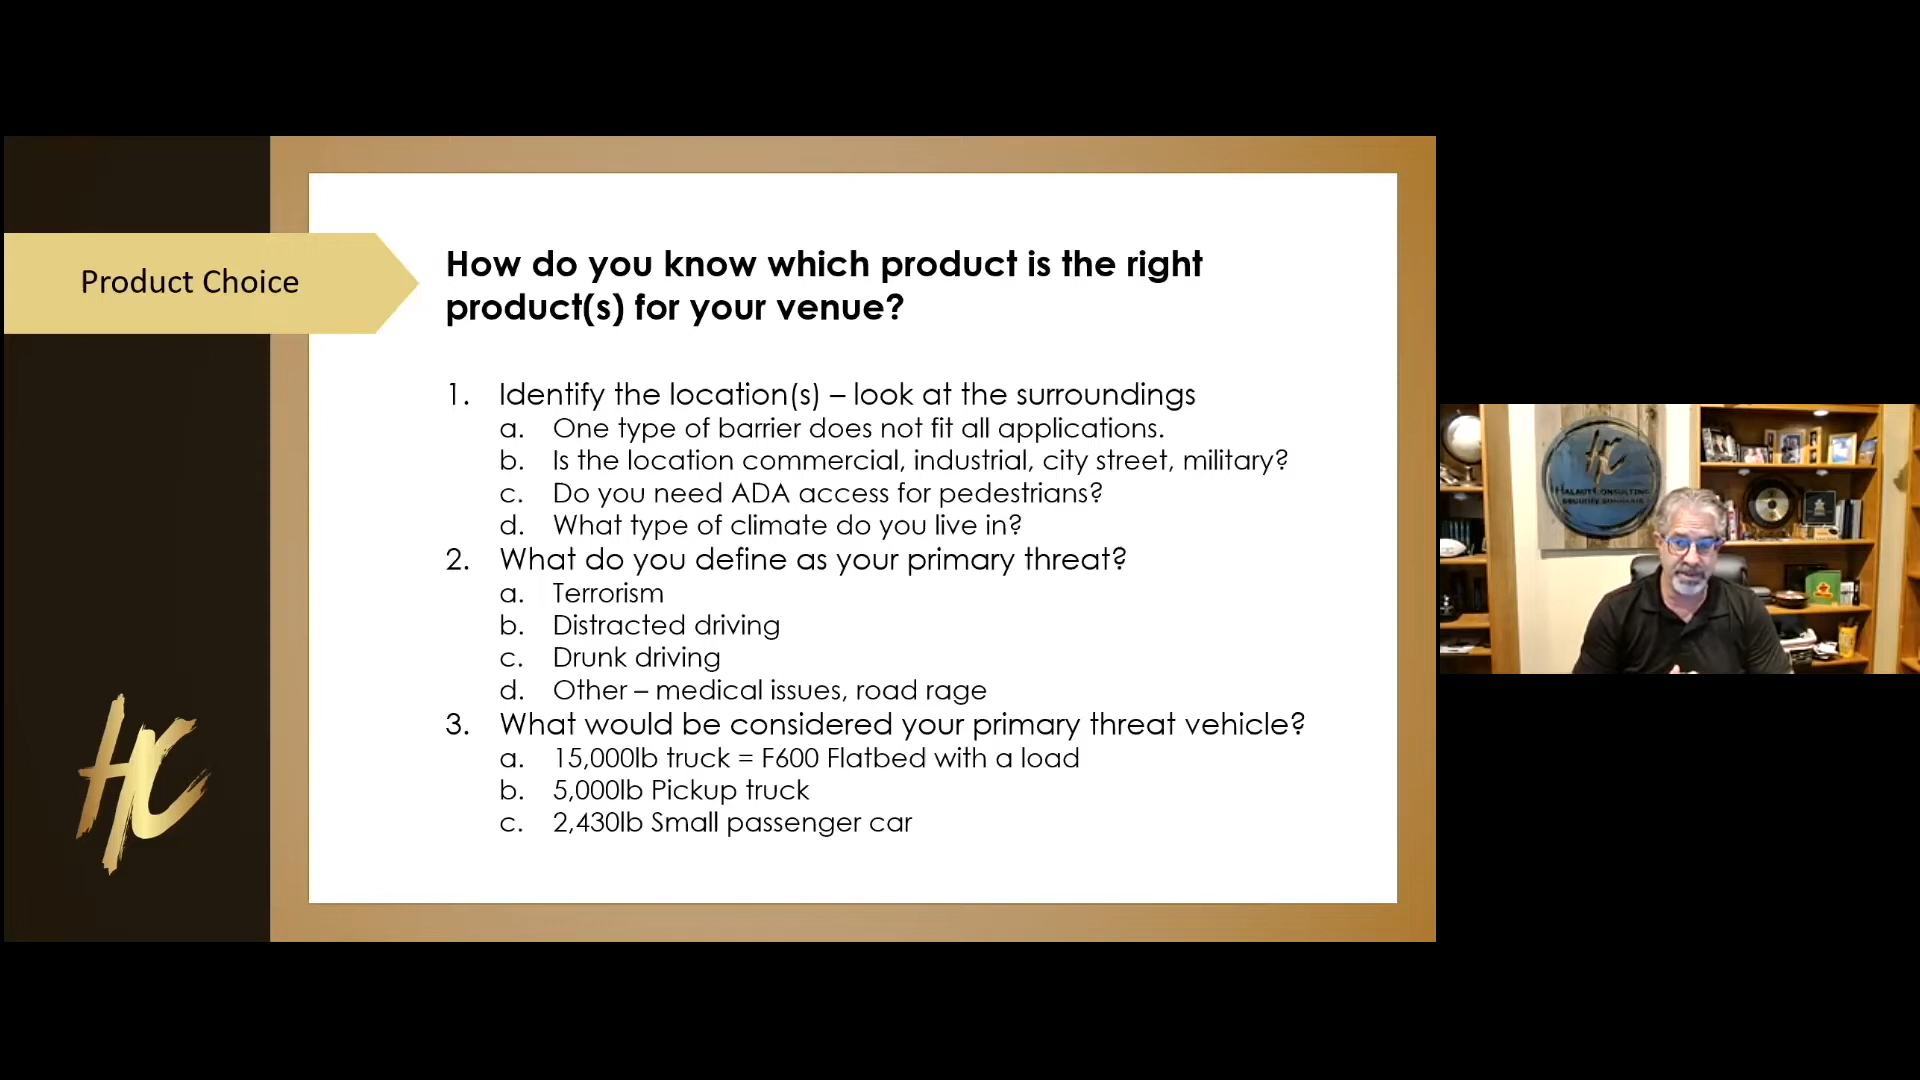 Product Choice
How do you know which product is the right
product(s) for your venue?
1. Identify the location(s) – look at the surroundings
a. One type of barrier does not fit all applications.
b. Is the location commercial, industrial, city street, military?
c. Do you need ADA access for pedestrians?
d. What type of climate do you live in?
2. What do you define as your primary threat?
a. Terrorism
b. Distracted driving
c. Drunk driving
d. Other – medical issues, road rage
3. What would be considered your primary threat vehicle?
a. 15,000lb truck = F600 Flatbed with a load
b. 5,000lb Pickup truck
c. 2,430lb Small passenger car
HC
HC